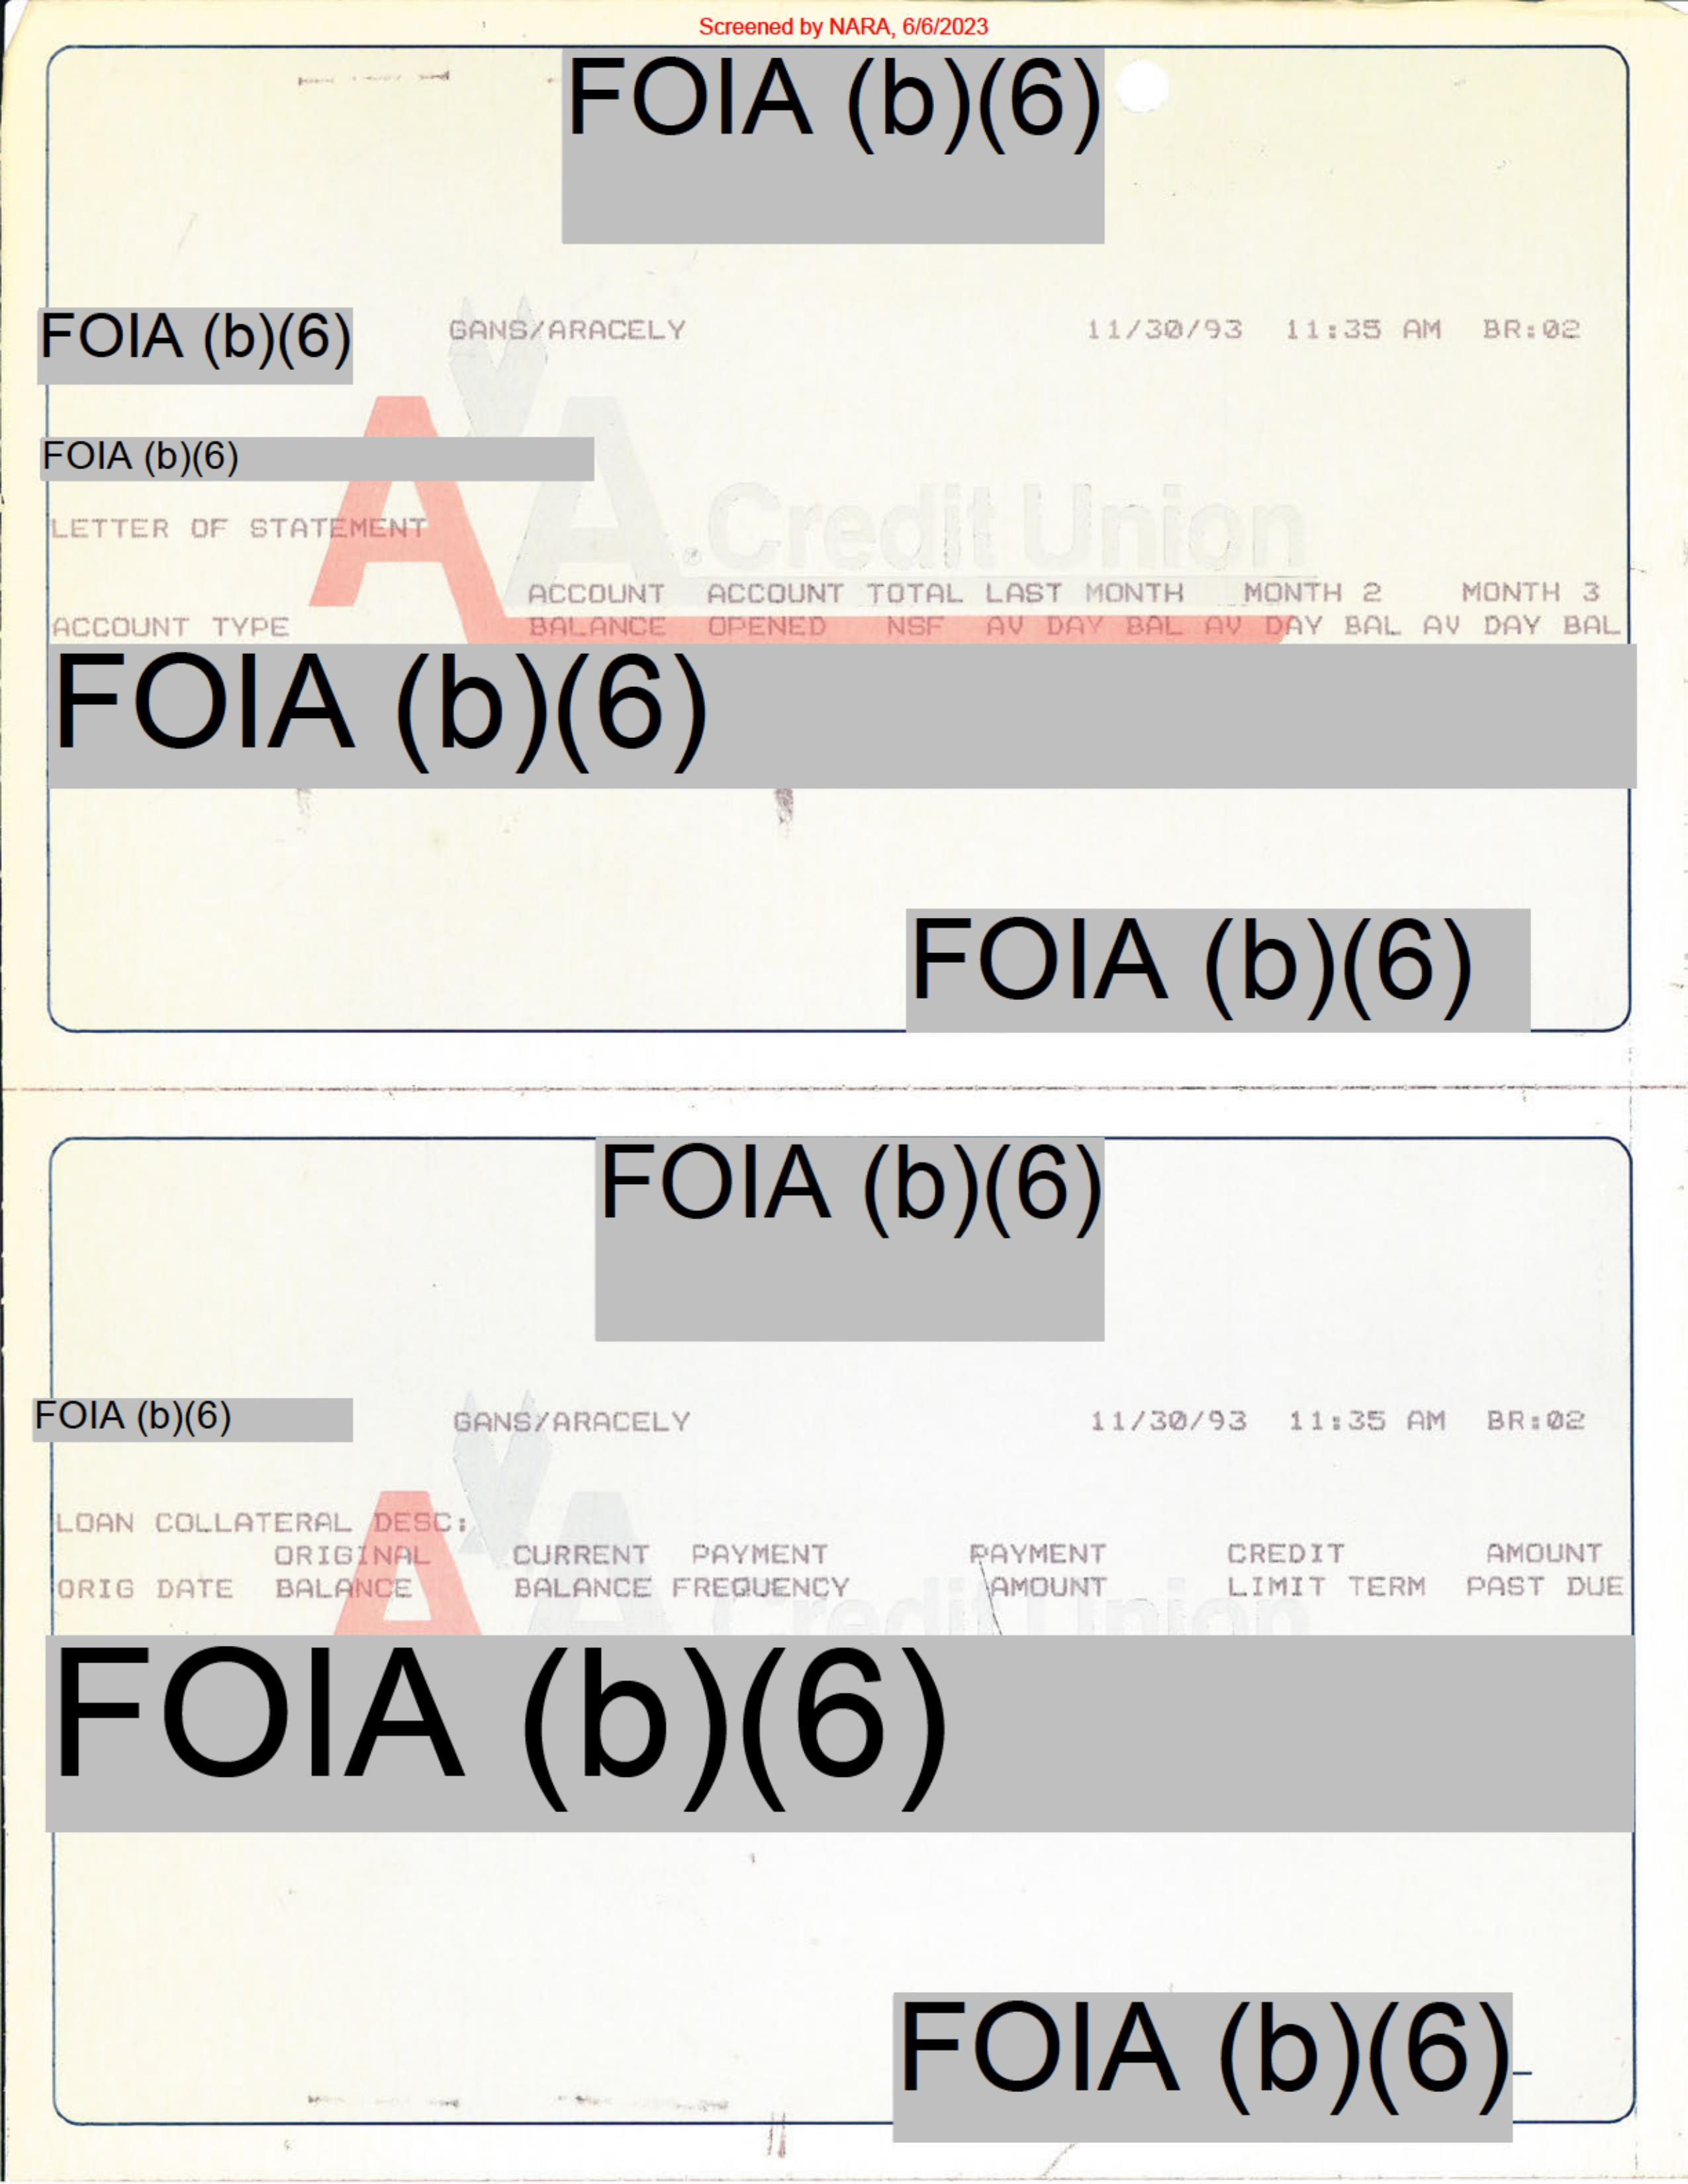 Screened by NARA, 6/6/2023
FOIA (b)(6)
FOIA (b)(6) GANS/ARACELY 11/30/93 11:35 AM BR:02
FOIA (b)(6)
AA Credit Union
LETTER OF STATEMENT
ACCOUNT ACCOUNT TOTAL LAST MONTH MONTH 2 MONTH 3
ACCOUNT TYPE BALANCE OPENED NSF AV DAY BAL AV DAY BAL AV DAY BAL
FOIA (b)(6)
FOIA (b)(6)
FOIA (b)(6)
FOIA (b)(6) GANS/ARACELY 11/30/93 11:35 AM BR:02
LOAN COLLATERAL DESC:
ORIGINAL CURRENT PAYMENT PAYMENT CREDIT AMOUNT
ORIG DATE BALANCE BALANCE FREQUENCY AMOUNT LIMIT TERM PAST DUE
AA Credit Union
FOIA (b)(6)
FOIA (b)(6)